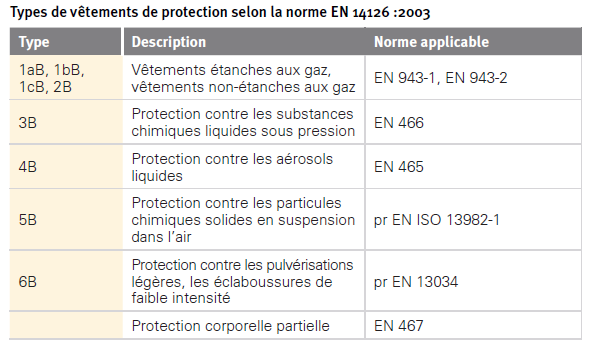 Types de vêtements de protection selon la norme EN 14126 :2003
Type Description Norme applicable
1aB, 1bB, Vêtements étanches aux gaz,
1cB, 2B vêtements non-étanches aux gaz EN 943-1, EN 943-2
Protection contre les substances
3B chimiques liquides sous pression EN 466
4B Protection contre les aérosols EN 465
liquides
Protection contre les particules
5B chimiques solides en suspension pr EN ISO 13982-1
dans l'air
Protection contre les pulvérisations
6B légères, les éclaboussures de pr EN 13034
faible intensité
Protection corporelle partielle EN 467